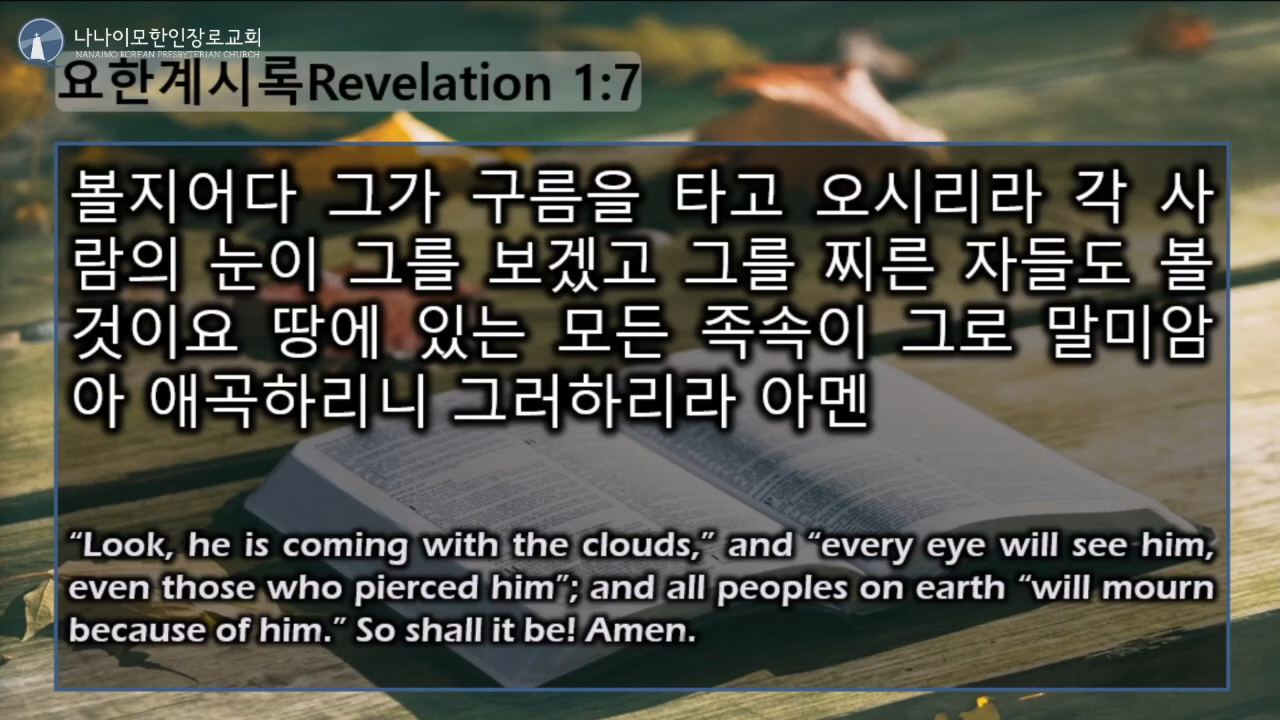 나나이모한인장로교회
NANAIMO KOREAN PRESBYTERIAN CHURCH
요한계시록Revelation 1:7
볼지어다 그가 구름을 타고 오시리라 각 사
람의 눈이 그를 보겠고 그를 찌른 자들도 볼
것이요 땅에 있는 모든 족속이 그로 말미암
아 애곡하리니 그러하리라 아멘
“Look, he is coming with the clouds,” and “every eye will see him,
even those who pierced him”; and all peoples on earth “will mourn
because of him.” So shall it be! Amen.